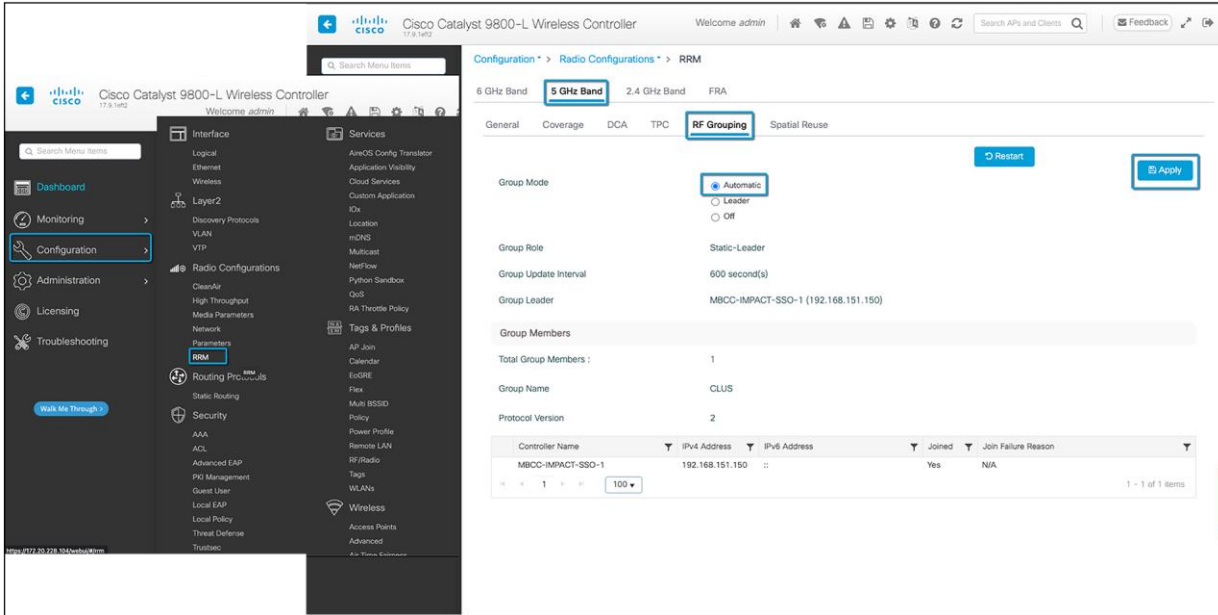 Cisco Catalyst 9800-L Wireless Controller
17.9.1eft2
Welcome admin
Search APs and Clients
Feedback
CISCO
Search Menu Items
Configuration > Radio Configurations > RRM
6 GHz Band 5 GHz Band 2.4 GHz Band FRA
General Coverage DCA TPC RF Grouping Spatial Reuse
Restart
Apply
Group Mode
Automatic
Leader
Off
Group Role Static-Leader
Group Update Interval 600 second(s)
Group Leader MBCC-IMPACT-SSO-1 (192.168.151.150)
Group Members
Total Group Members : 1
Group Name CLUS
Protocol Version 2
Controller Name IPv4 Address IPv6 Address Joined Join Failure Reason
MBCC-IMPACT-SSO-1 192.168.151.150 :: Yes N/A
1 100 1 - 1 of 1 items
CISCO
Cisco Catalyst 9800-L Wireless Controller
17.9.1eft2
Welcome admin
Search Menu Items
Dashboard
Monitoring
Configuration
Administration
Licensing
Troubleshooting
Walk Me Through >
Interface
Logical
Ethernet
Wireless
Layer2
Discovery Protocols
VLAN
VTP
Radio Configurations
CleanAir
High Throughput
Media Parameters
Network
Parameters
RRM
RRM
Routing Protocols
Static Routing
Security
AAA
ACL
Advanced EAP
PKI Management
Guest User
Local EAP
Local Policy
Threat Defense
Trustsec
Services
AireOS Config Translator
Application Visibility
Cloud Services
Custom Application
IOx
Location
mDNS
Multicast
NetFlow
Python Sandbox
QoS
RA Throttle Policy
Tags & Profiles
AP Join
Calendar
EoGRE
Flex
Multi BSSID
Policy
Power Profile
Remote LAN
RF/Radio
Tags
WLANs
Wireless
Access Points
Advanced
Air Time Fairness
https://172.20.228.104/webui/#/rrm